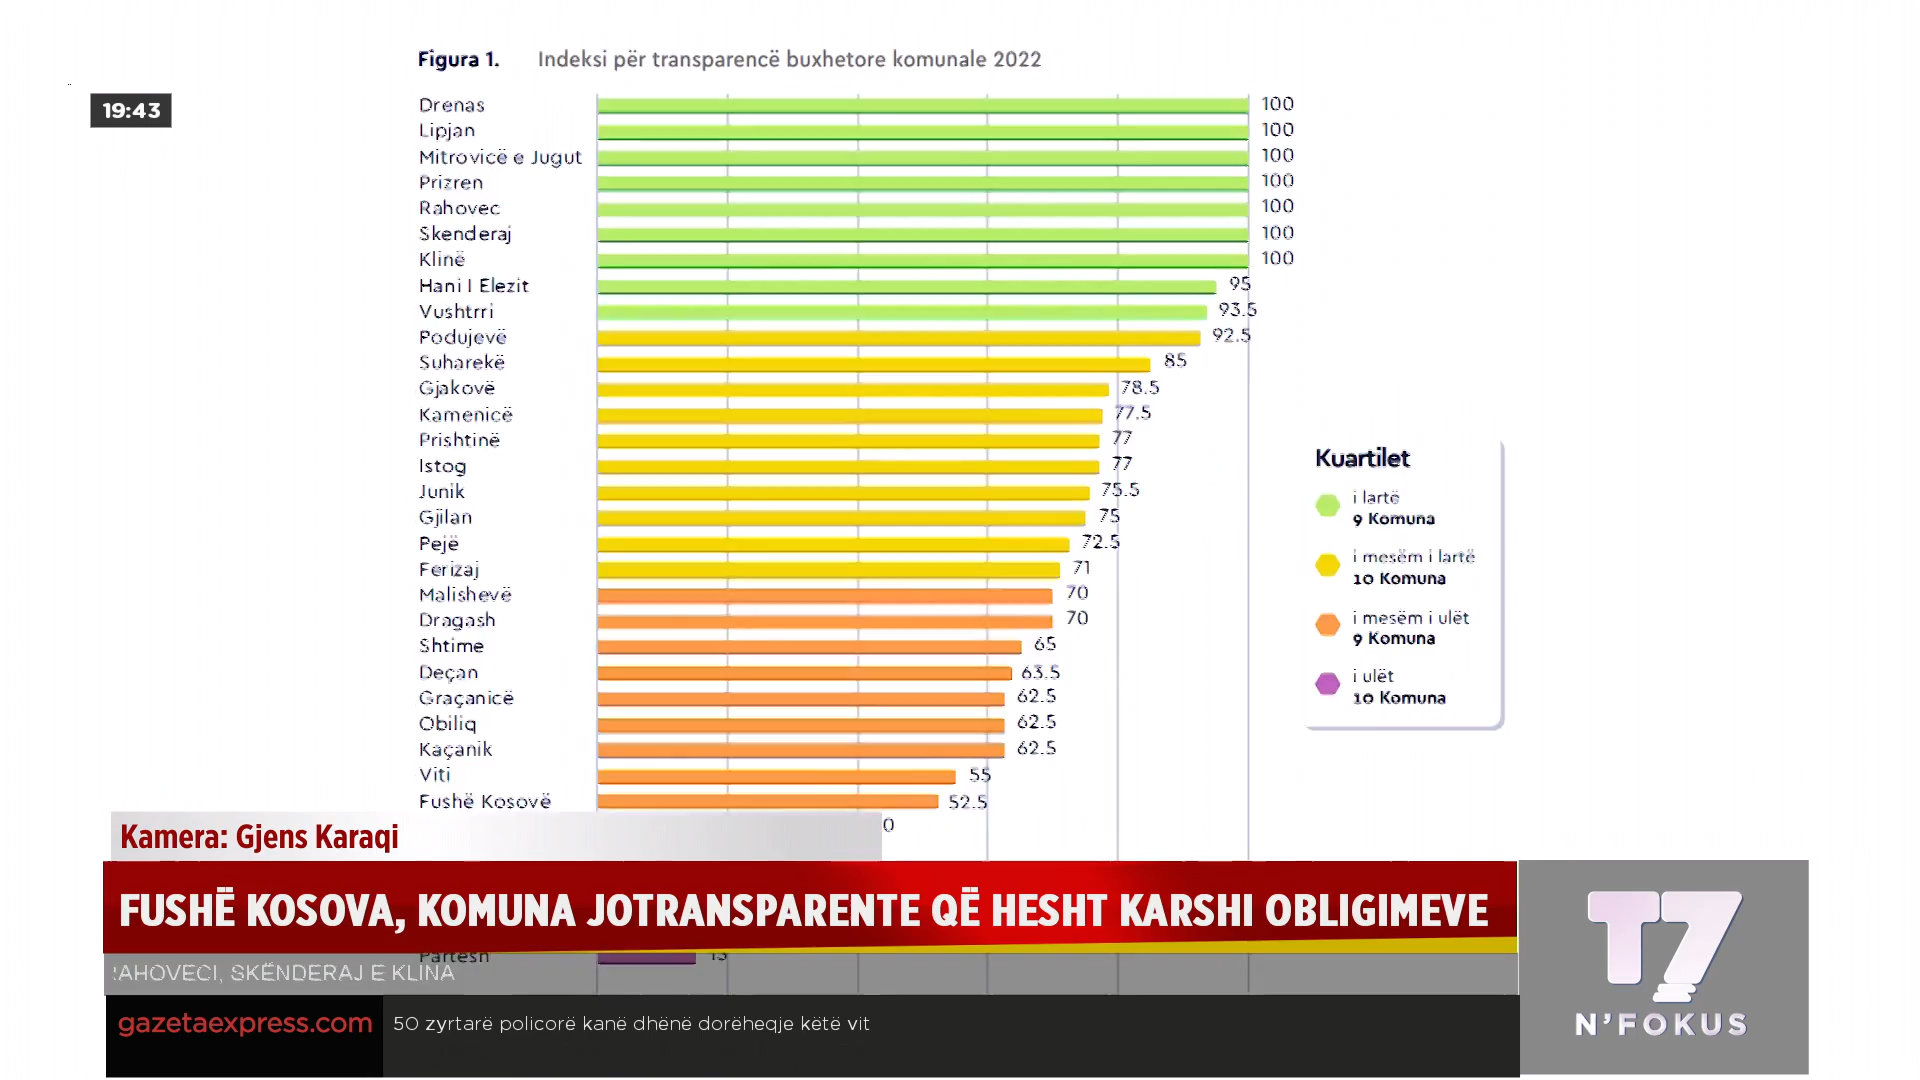 Figura 1. Indeksi për transparencë buxhetore komunale 2022
19:43
Drenas 100
Lipjan 100
Mitrovicë e Jugut 100
Prizren 100
Rahovec 100
Skenderaj 100
Klinë 100
Hani I Elezit 95
Vushtrri 93.5
Podujevë 92.5
Suharekë 85
Gjakovë 78.5
Kamenicë 77.5
Prishtinë 77
Istog 77
Junik 75.5
Gjilan 75
Pejë 72.5
Ferizaj 71
Malishevë 70
Dragash 70
Shtime 65
Deçan 63.5
Graçanicë 62.5
Obiliq 62.5
Kaçanik 62.5
Viti 55
Fushë Kosovë 52.5
Kuartilet
i lartë
9 Komuna
i mesëm i lartë
10 Komuna
i mesëm i ulët
9 Komuna
i ulët
10 Komuna
Kamera: Gjens Karaqi
FUSHË KOSOVA, KOMUNA JOTRANSPARENTE QË HESHT KARSHI OBLIGIMEVE
Partesh
AHOVECI, SKËNDERAJ E KLINA
gazetaexpress.com 50 zyrtarë policorë kanë dhënë dorëheqje këtë vit
T7
N'FOKUS